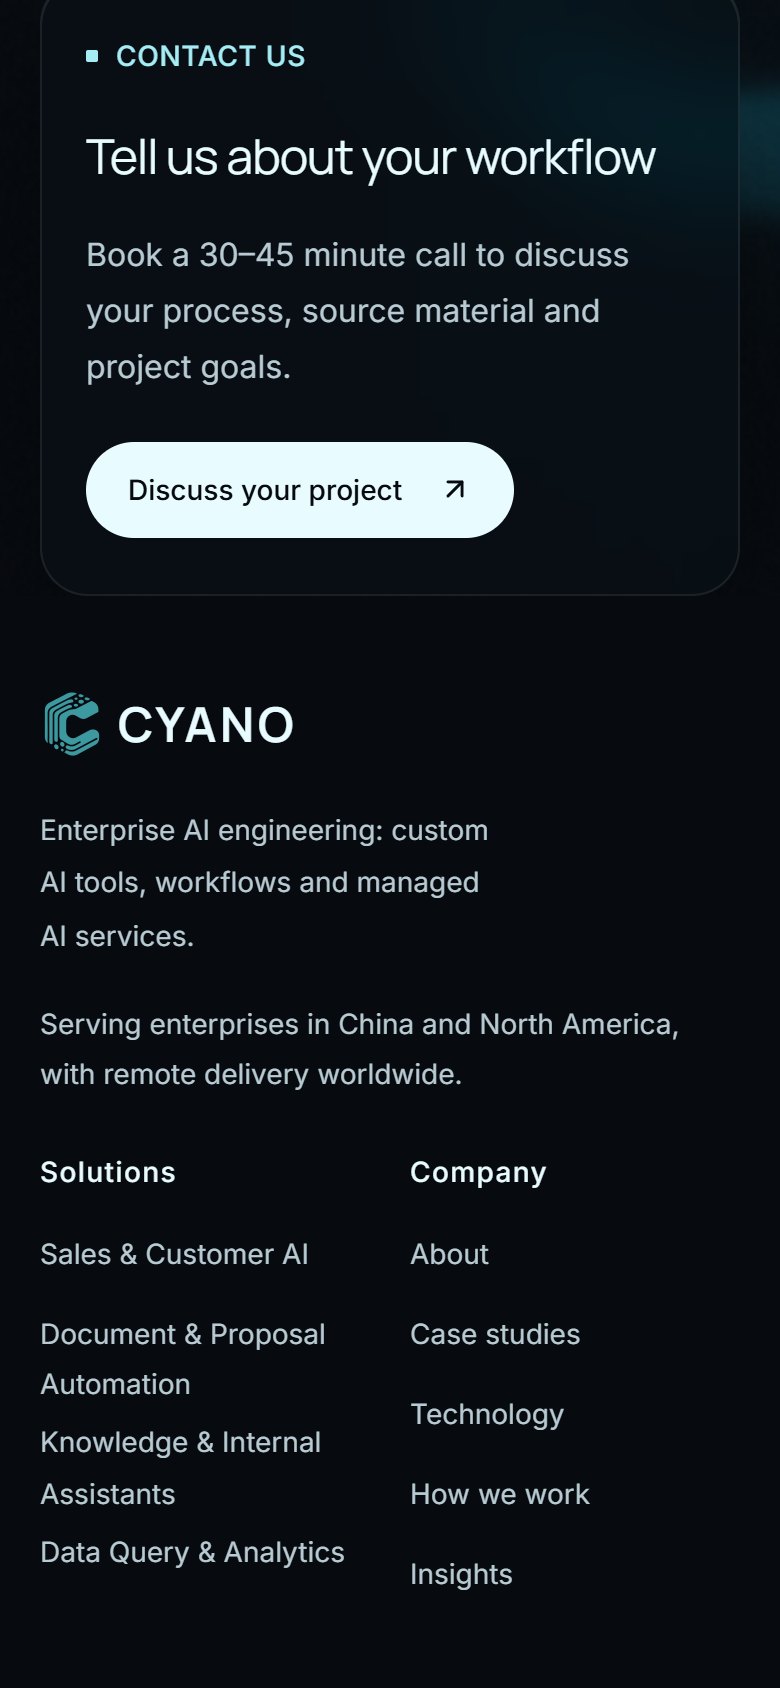 CONTACT US
Tell us about your workflow
Book a 30–45 minute call to discuss
your process, source material and
project goals.
Discuss your project
CYANO
Enterprise AI engineering: custom
AI tools, workflows and managed
AI services.
Serving enterprises in China and North America,
with remote delivery worldwide.
Solutions
Sales & Customer AI
Document & Proposal
Automation
Knowledge & Internal
Assistants
Data Query & Analytics
Company
About
Case studies
Technology
How we work
Insights